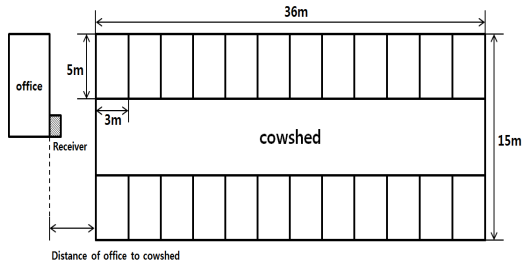 36m
5m
office
3m
cowshed
15m
Receiver
Distance of office to cowshed